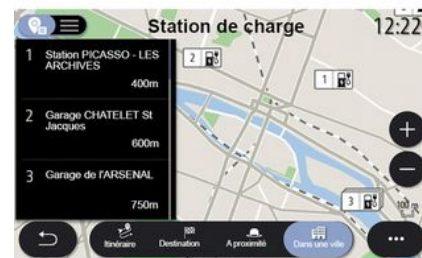 Station de charge
12:22
1 Station PICASSO - LES
ARCHIVES
400m
2 Garage CHATELET St
Jacques
600m
3 Garage de l'ARSENAL
750m
2
1
3
+
−
100 m
Itinéraire
Destination
A proximité
Dans une ville
...